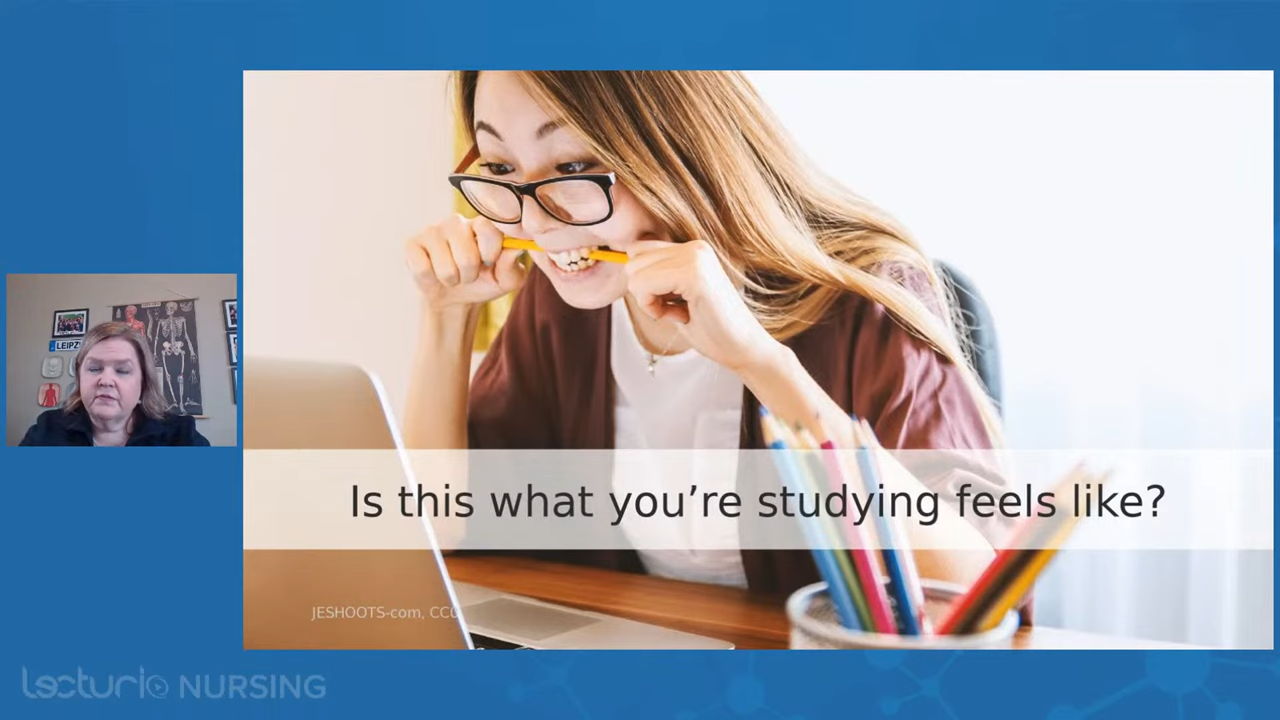 LEIPZ
Is this what you're studying feels like?
JESHOOTS-com, CC0
lecturio NURSING